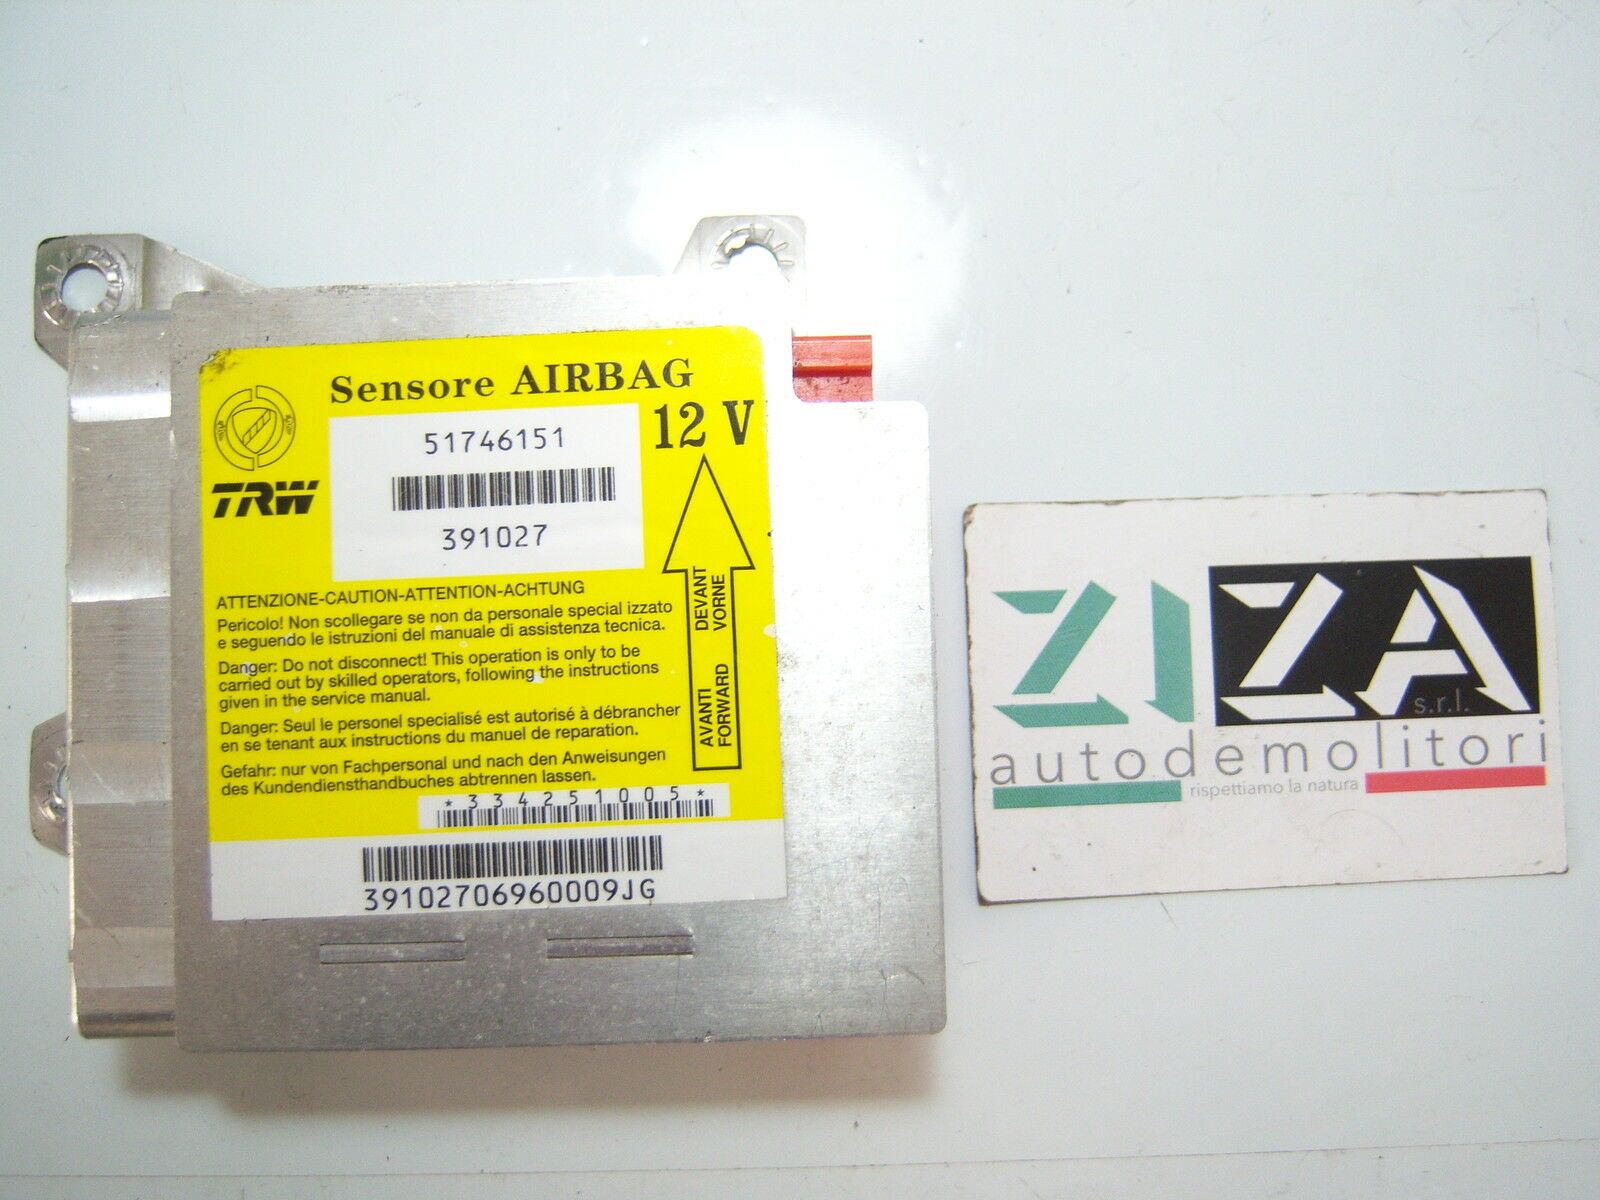 Sensore AIRBAG
12 V
51746151
TRW
391027
ATTENZIONE-CAUTION-ATTENTION-ACHTUNG
Pericolo! Non scollegare se non da personale special izzato
e seguendo le istruzioni del manuale di assistenza tecnica.
Danger: Do not disconnect! This operation is only to be
carried out by skilled operators, following the instructions
given in the service manual.
Danger: Seul le personel specialisé est autorisé à débrancher
en se tenant aux instructions du manuel de reparation.
Gefahr: nur von Fachpersonal und nach den Anweisungen
des Kundendiensthandbuches abtrennen lassen.
AVANTI DEVANT
FORWARD VORNE
*334251005*
39102706960009JG
ZIZA
s.r.l.
autodemolitori
rispettiamo la natura